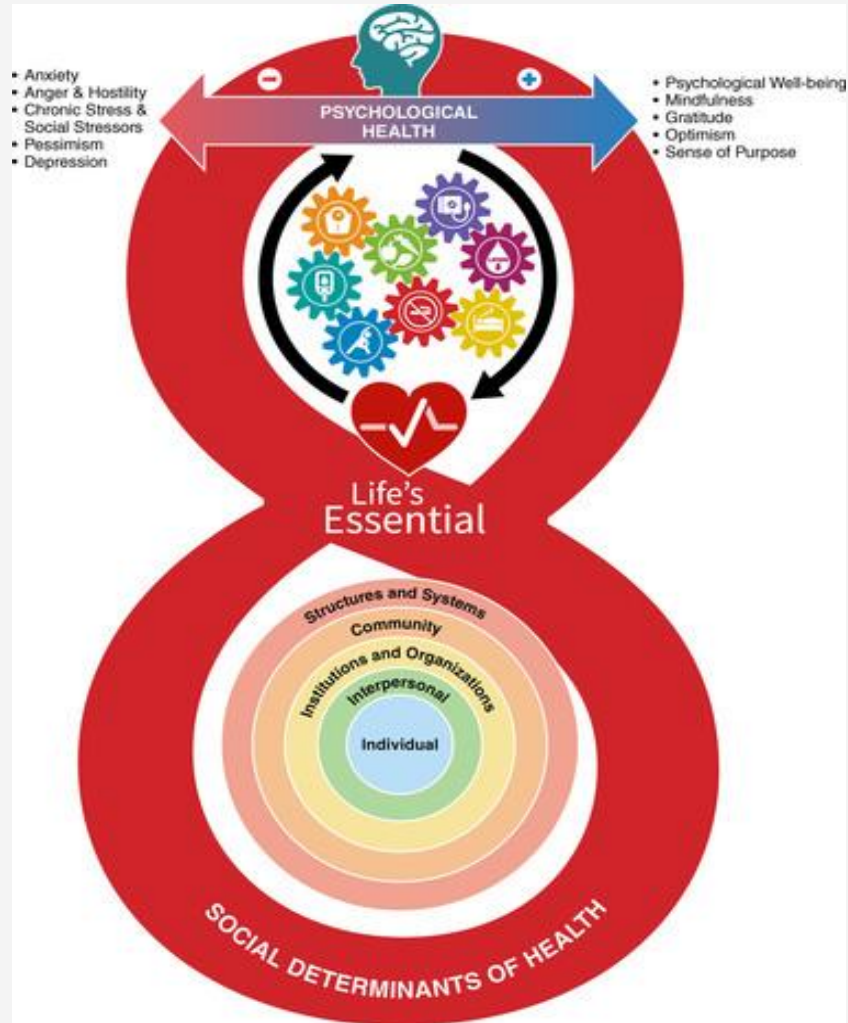 • Anxiety
• Anger & Hostility
• Chronic Stress &
Social Stressors
• Pessimism
• Depression
PSYCHOLOGICAL
HEALTH
• Psychological Well-being
• Mindfulness
• Gratitude
• Optimism
• Sense of Purpose
Life's
Essential
Structures and Systems
Community
Institutions and Organizations
Interpersonal
Individual
SOCIAL DETERMINANTS OF HEALTH